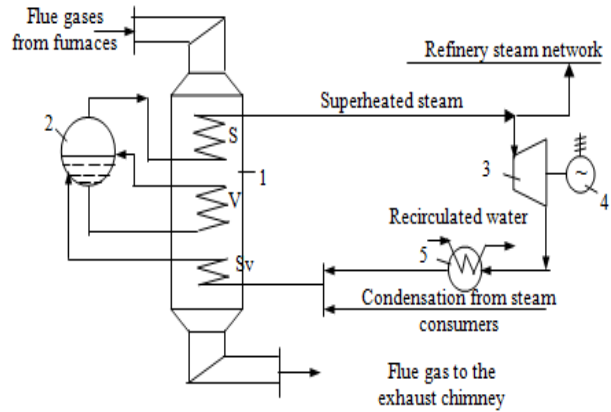 Flue gases
from furnaces
Refinery steam network
Superheated steam
2
S
1
3
~
4
V
Recirculated water
5
Sv
Condensation from steam
consumers
Flue gas to the
exhaust chimney